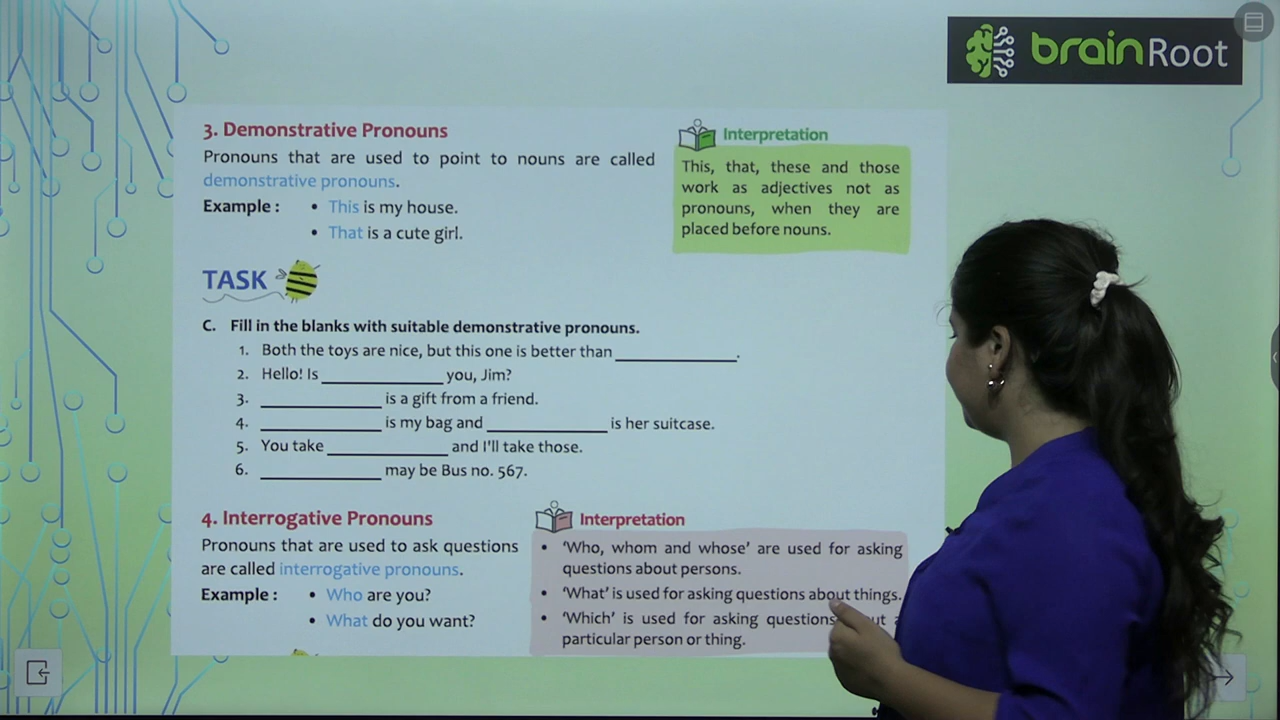 brainRoot
3. Demonstrative Pronouns
Pronouns that are used to point to nouns are called
demonstrative pronouns.
Example :
• This is my house.
• That is a cute girl.
Interpretation
This, that, these and those
work as adjectives not as
pronouns, when they are
placed before nouns.
TASK
C. Fill in the blanks with suitable demonstrative pronouns.
1. Both the toys are nice, but this one is better than ____________.
2. Hello! Is ____________ you, Jim?
3. ____________ is a gift from a friend.
4. ____________ is my bag and ____________ is her suitcase.
5. You take ____________ and I'll take those.
6. ____________ may be Bus no. 567.
4. Interrogative Pronouns
Pronouns that are used to ask questions
are called interrogative pronouns.
Example :
• Who are you?
• What do you want?
Interpretation
• 'Who, whom and whose' are used for asking
questions about persons.
• 'What' is used for asking questions about things.
• 'Which' is used for asking questions
particular person or thing.